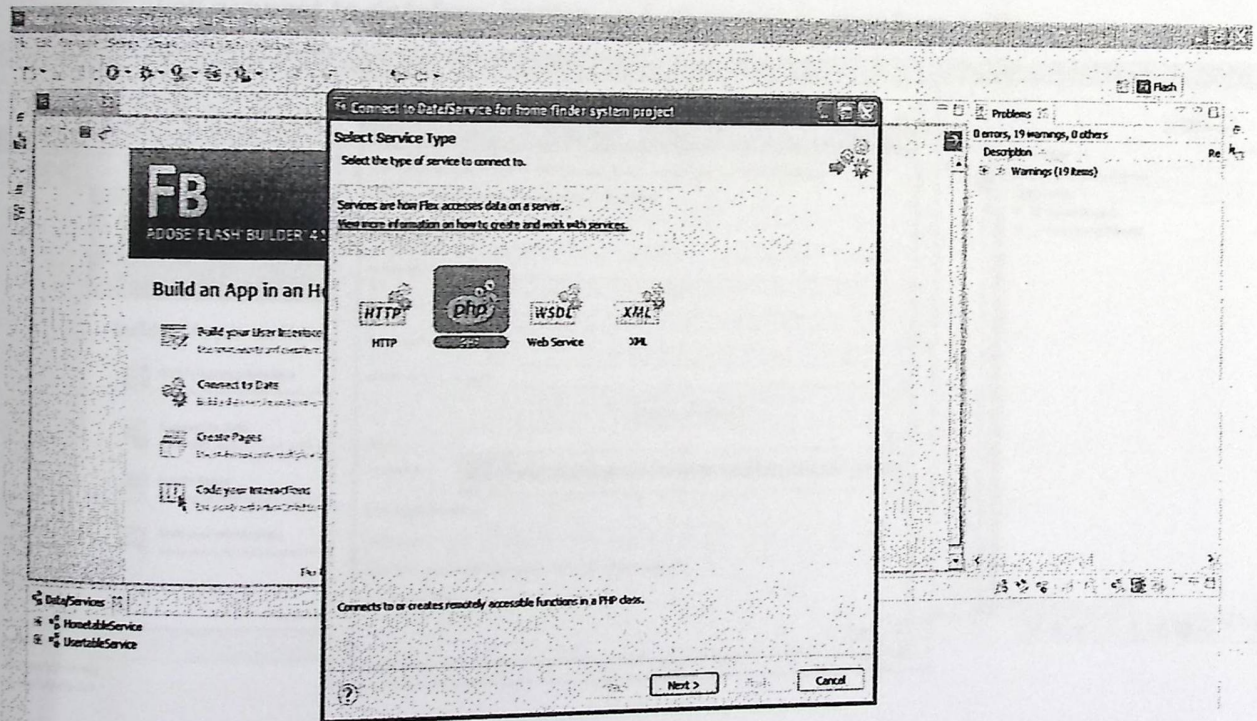 Flash
Connect to Data/Service for home finder system project
Select Service Type
Select the type of service to connect to.
Services are how Flex accesses data on a server.
View more information on how to create and work with services.
HTTP
php
WSDL
XML
HTTP
PHP
Web Service
XML
Connects to or creates remotely accessible functions in a PHP class.
?
Next >
Cancel
FB
ADOBE FLASH BUILDER 4
Build an App in an
Build your User Interface
Connect to Data
Create Pages
Code your Interactions
Problems
0 errors, 19 warnings, 0 others
Description
Re
Warnings (19 items)
Data/Services
HometableService
UsertableService